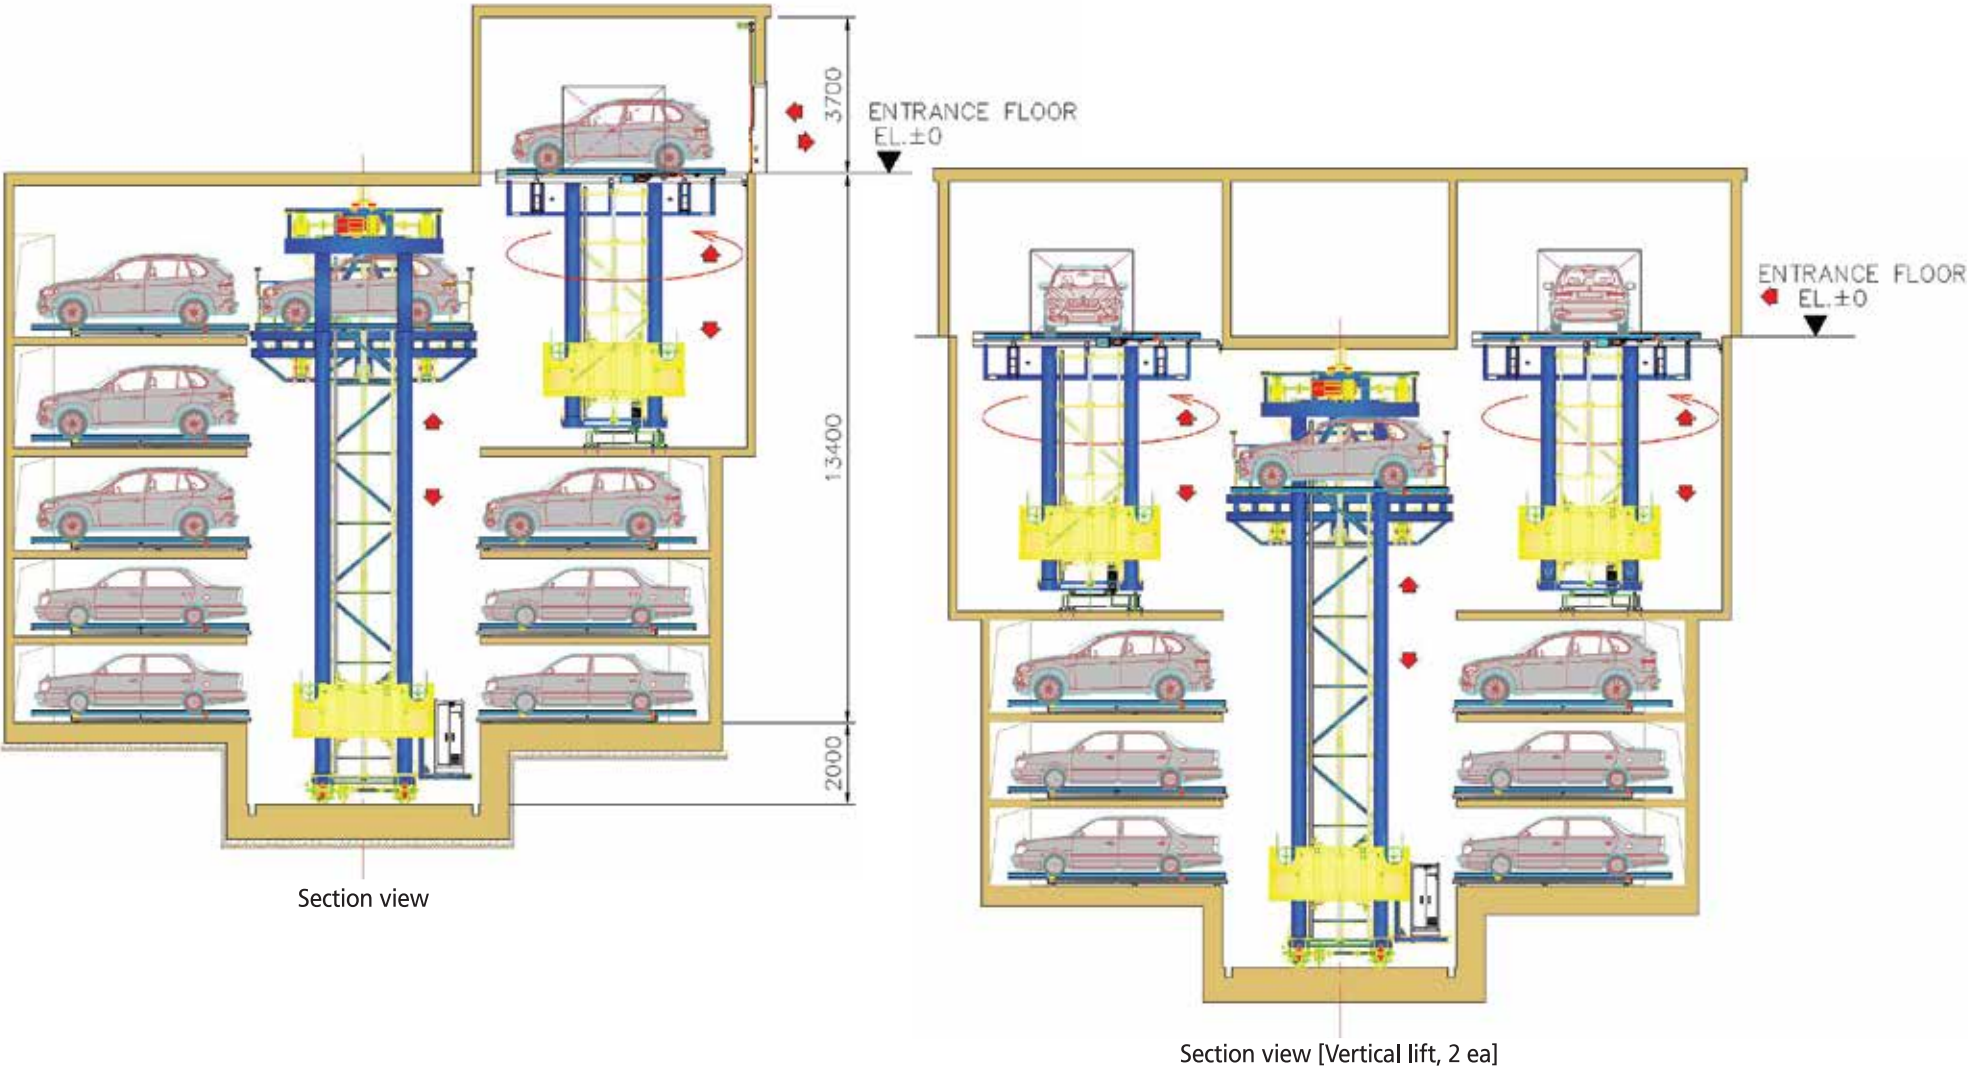 3700
ENTRANCE FLOOR
EL.±0
13400
2000
Section view
ENTRANCE FLOOR
EL.±0
Section view [Vertical lift, 2 ea]